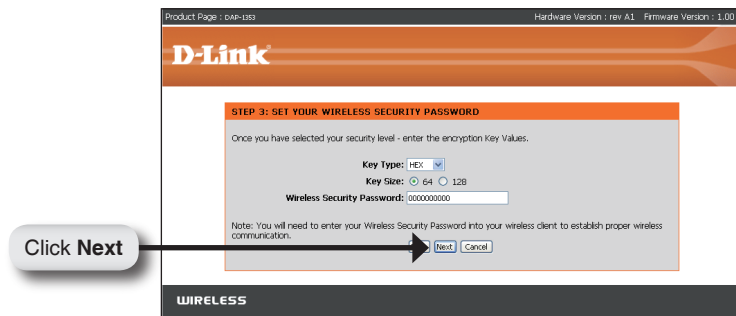 Product Page : DAP-1353 Hardware Version : rev A1 Firmware Version : 1.00
D-Link
STEP 3: SET YOUR WIRELESS SECURITY PASSWORD
Once you have selected your security level - enter the encryption Key Values.
Key Type: HEX
Key Size: 64 128
Wireless Security Password: 0000000000
Note: You will need to enter your Wireless Security Password into your wireless client to establish proper wireless
communication.
Click Next
Next Cancel
WIRELESS